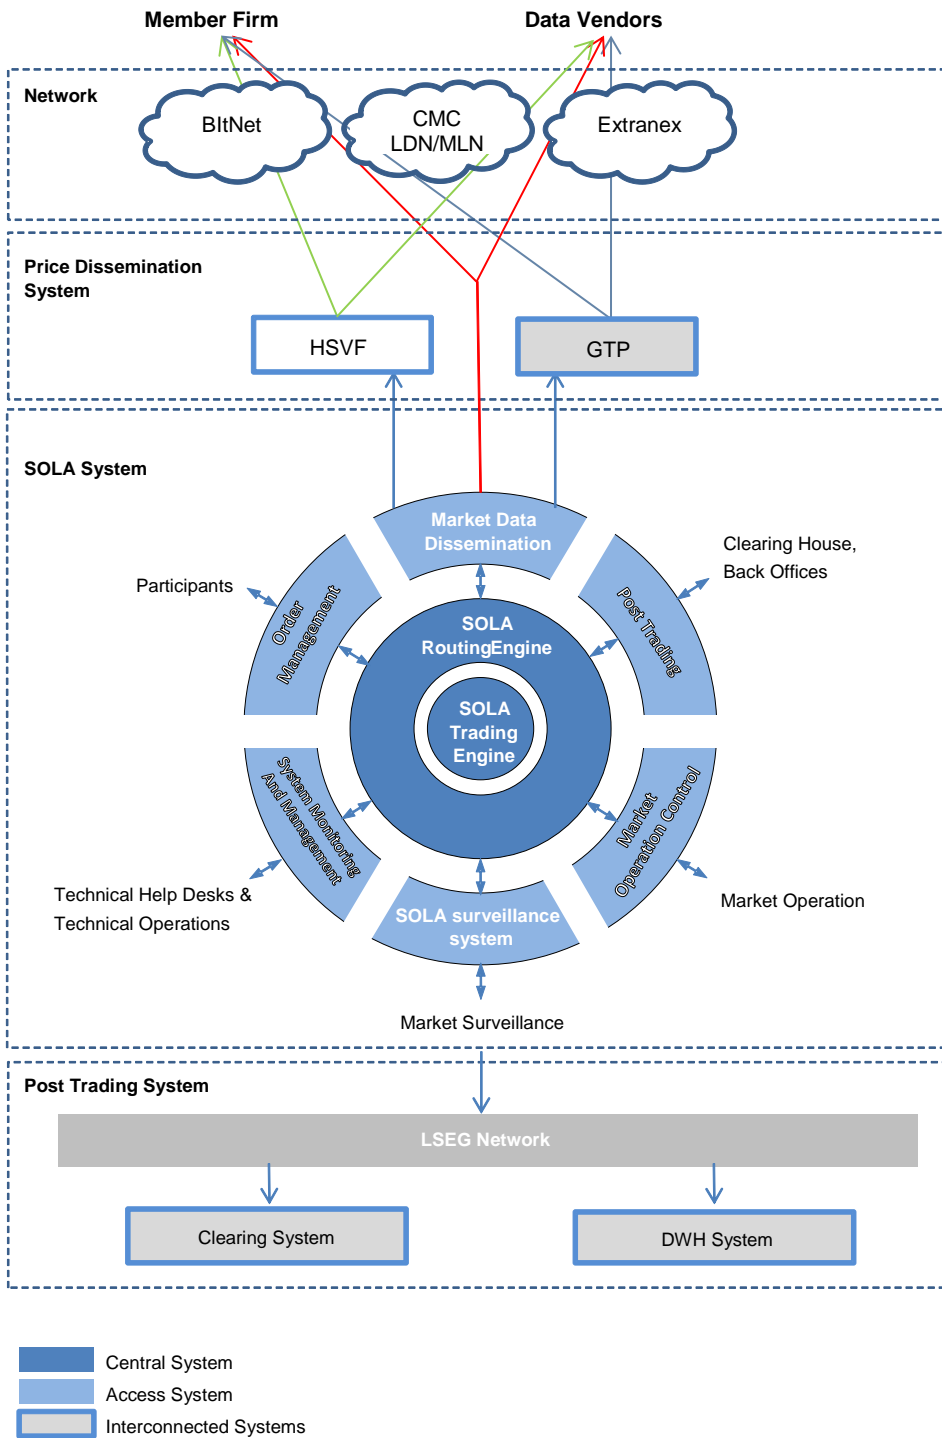 Member Firm
Data Vendors
Network
BItNet
CMC
LDN/MLN
Extranex
Price Dissemination
System
HSVF
GTP
SOLA System
Market Data
Dissemination
Participants
Order
Management
Clearing House,
Back Offices
Post Trading
SOLA
RoutingEngine
SOLA
Trading
Engine
System Monitoring
And Management
Market
Operation Control
Technical Help Desks &
Technical Operations
SOLA surveillance
system
Market Operation
Market Surveillance
Post Trading System
LSEG Network
Clearing System
DWH System
Central System
Access System
Interconnected Systems